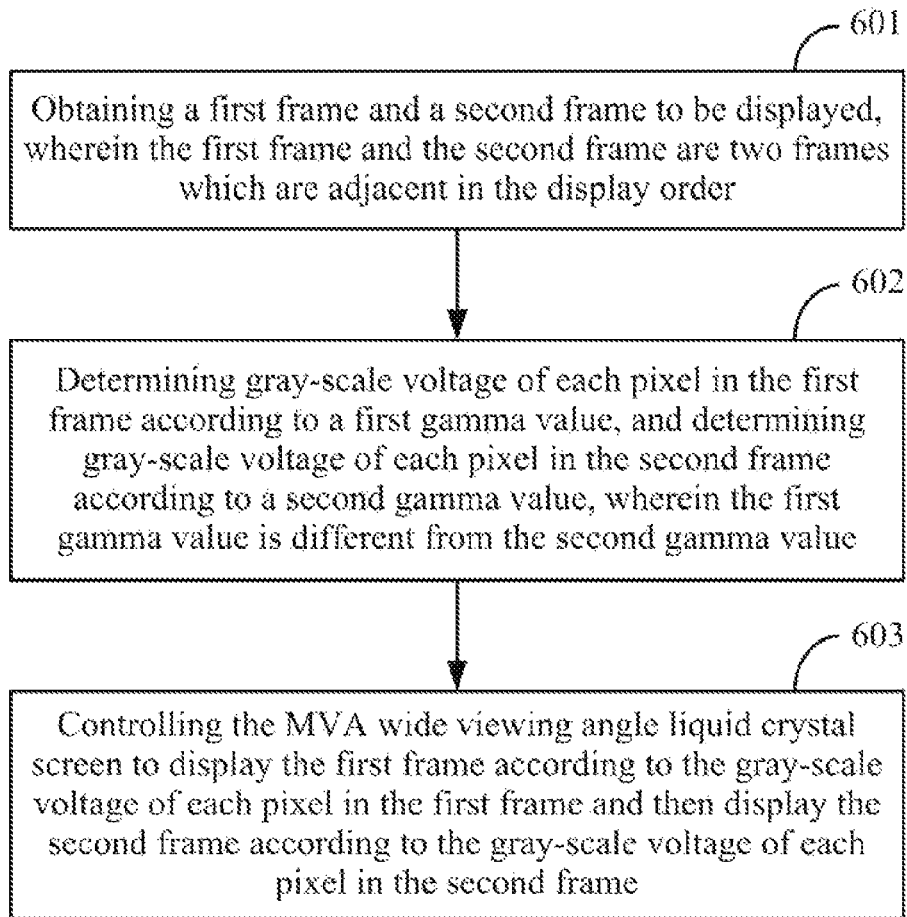 601
Obtaining a first frame and a second frame to be displayed,
wherein the first frame and the second frame are two frames
which are adjacent in the display order
602
Determining gray-scale voltage of each pixel in the first
frame according to a first gamma value, and determining
gray-scale voltage of each pixel in the second frame
according to a second gamma value, wherein the first
gamma value is different from the second gamma value
603
Controlling the MVA wide viewing angle liquid crystal
screen to display the first frame according to the gray-scale
voltage of each pixel in the first frame and then display the
second frame according to the gray-scale voltage of each
pixel in the second frame